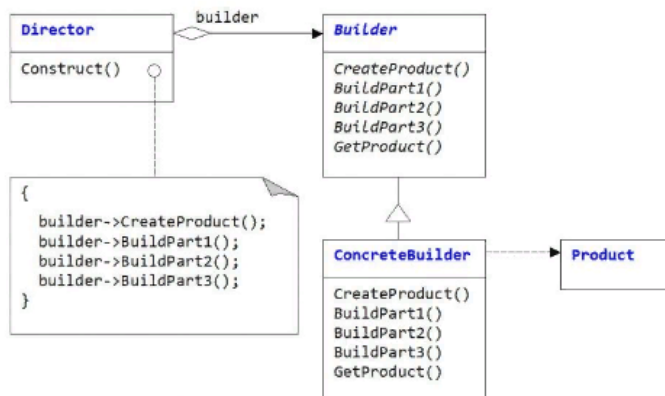 Director
Construct()
builder
Builder
CreateProduct()
BuildPart1()
BuildPart2()
BuildPart3()
GetProduct()
{
builder->CreateProduct();
builder->BuildPart1();
builder->BuildPart2();
builder->BuildPart3();
}
ConcreteBuilder
CreateProduct()
BuildPart1()
BuildPart2()
BuildPart3()
GetProduct()
Product